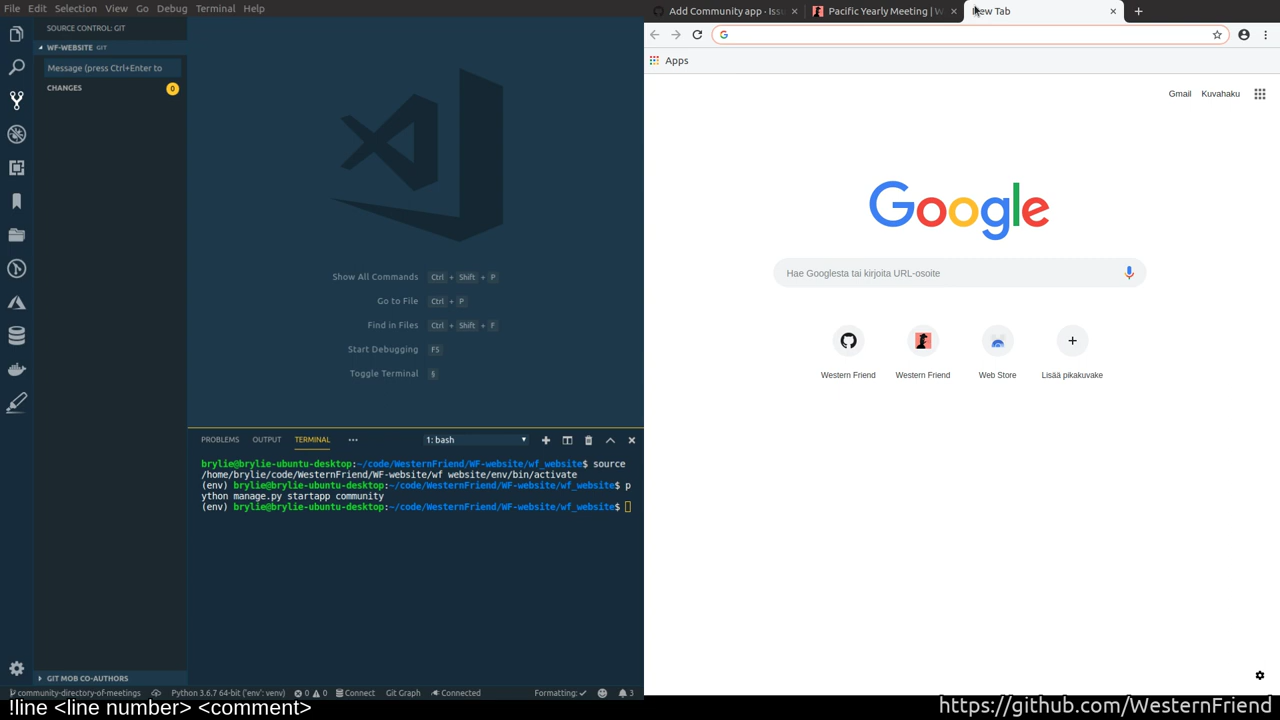 File Edit Selection View Go Debug Terminal Help
SOURCE CONTROL: GIT
WF-WEBSITE GIT
Message (press Ctrl+Enter to
CHANGES 0
Show All Commands Ctrl + Shift + P
Go to File Ctrl + P
Find in Files Ctrl + Shift + F
Start Debugging F5
Toggle Terminal §
PROBLEMS OUTPUT TERMINAL ••• 1: bash
brylie@brylie-ubuntu-desktop:~/code/WesternFriend/WF-website/wf_website$ source
/home/brylie/code/WesternFriend/WF-website/wf website/env/bin/activate
(env) brylie@brylie-ubuntu-desktop:~/code/WesternFriend/WF-website/wf_website$ p
ython manage.py startapp community
(env) brylie@brylie-ubuntu-desktop:~/code/WesternFriend/WF-website/wf_website$
GIT MOB CO-AUTHORS
community-directory-of-meetings Python 3.6.7 64-bit ('env': venv) 0 0 Connect Git Graph Connected Formatting: ✓ 3
!line <line number> <comment>
Add Community app · Issu Pacific Yearly Meeting | W New Tab
Apps
Gmail Kuvahaku
Google
Hae Googlesta tai kirjoita URL-osoite
Western Friend Western Friend Web Store Lisää pikakuvake
https://github.com/WesternFriend